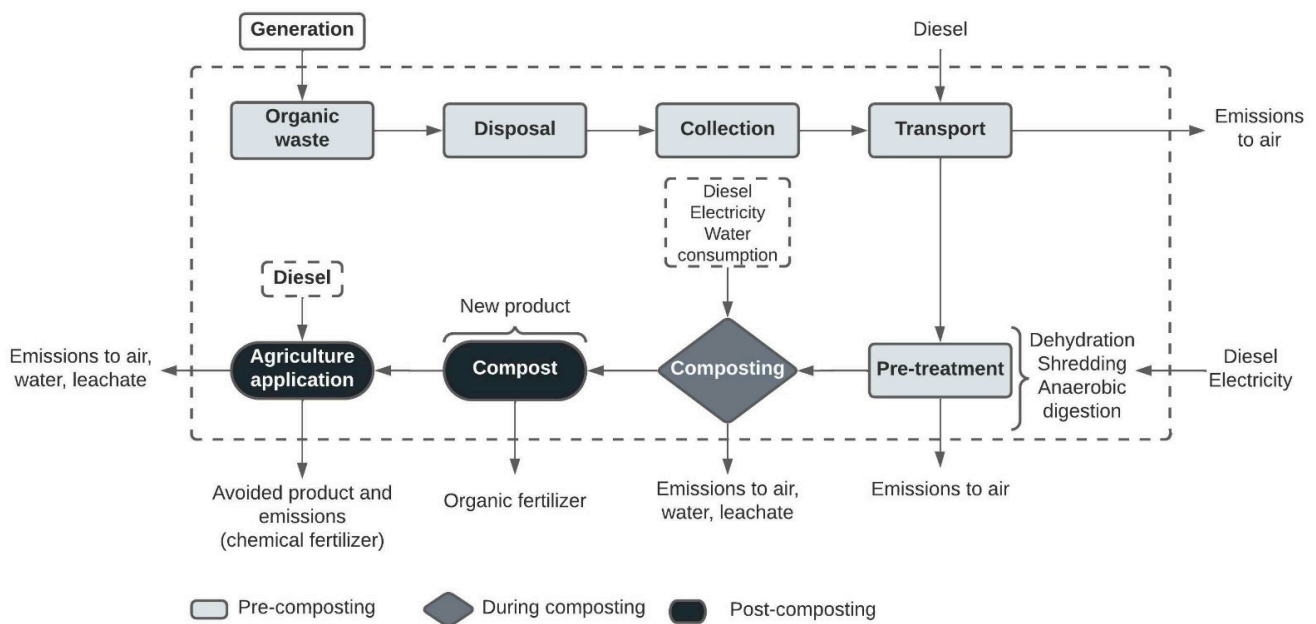 Generation
Diesel
Organic
waste
Disposal
Collection
Transport
Emissions
to air
Diesel
Electricity
Water
consumption
Diesel
New product
Emissions to air,
water, leachate
Agriculture
application
Compost
Composting
Pre-treatment
Dehydration
Shredding
Anaerobic
digestion
Diesel
Electricity
Avoided product and
emissions
(chemical fertilizer)
Organic fertilizer
Emissions to air,
water, leachate
Emissions to air
Pre-composting
During composting
Post-composting